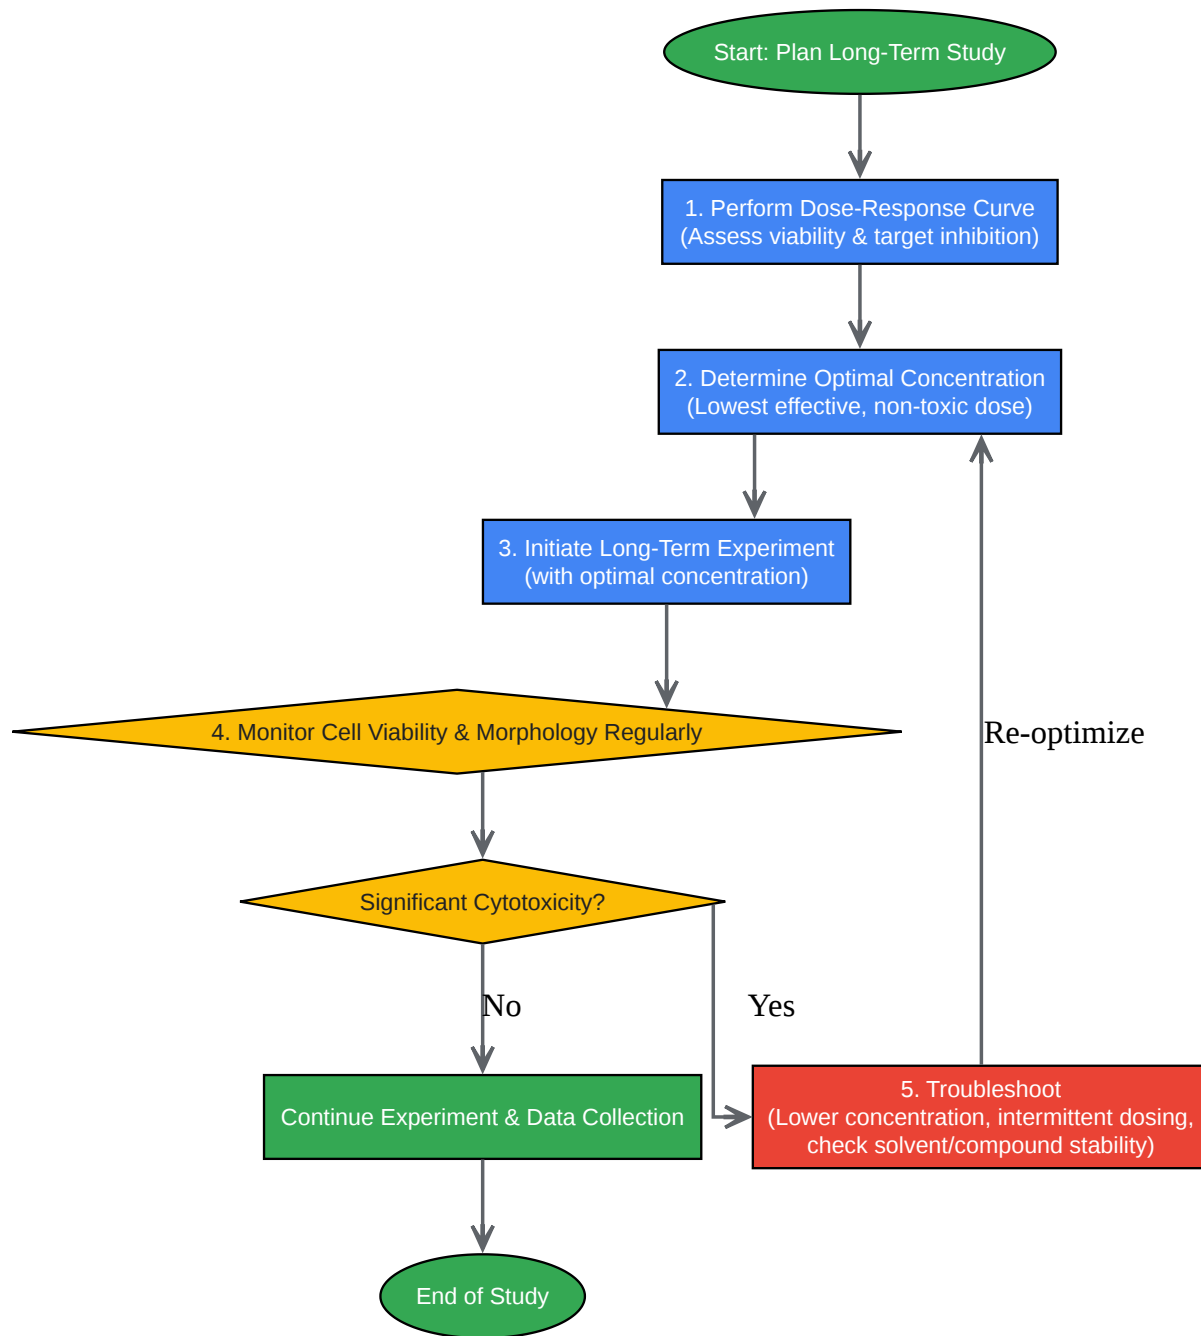 Start: Plan Long-Term Study
1. Perform Dose-Response Curve
(Assess viability & target inhibition)
2. Determine Optimal Concentration
(Lowest effective, non-toxic dose)
3. Initiate Long-Term Experiment
(with optimal concentration)
4. Monitor Cell Viability & Morphology Regularly
Re-optimize
Significant Cytotoxicity?
No
Yes
Continue Experiment & Data Collection
5. Troubleshoot
(Lower concentration, intermittent dosing,
check solvent/compound stability)
End of Study